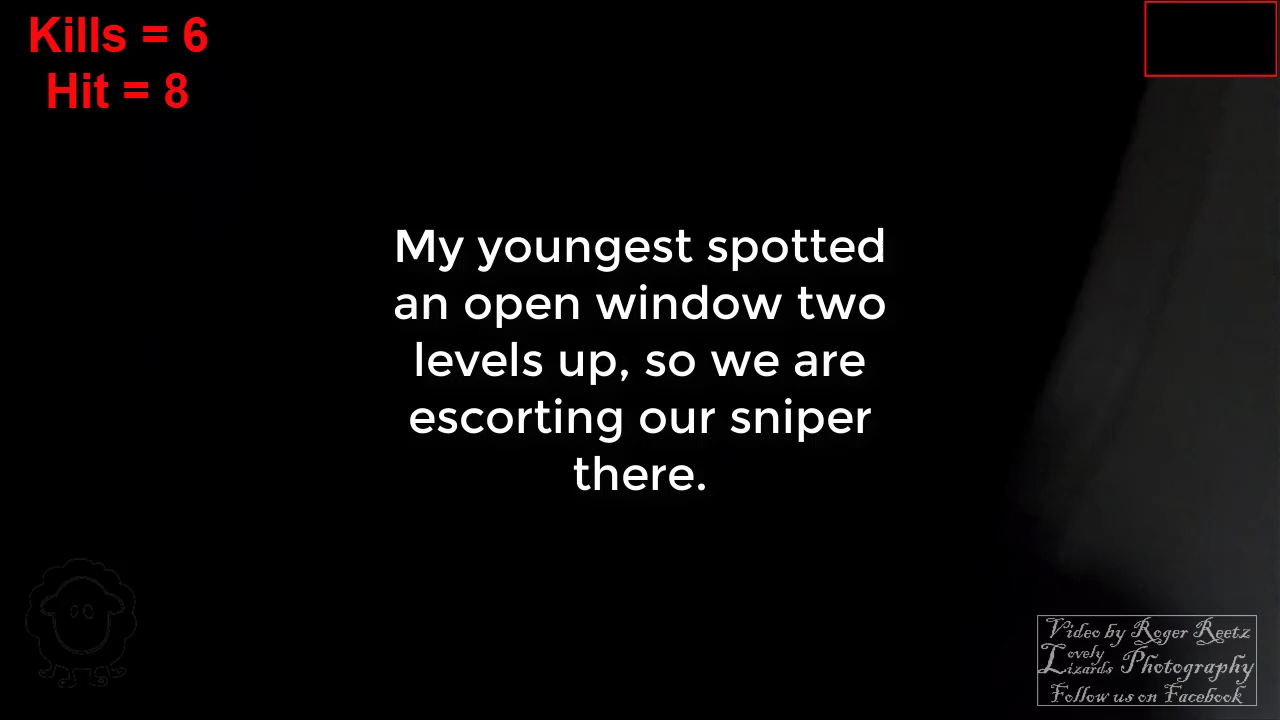 Kills = 6
Hit = 8
My youngest spotted
an open window two
levels up, so we are
escorting our sniper
there.
Video by Roger Reetz
Lovely
Lizards Photography
Follow us on Facebook